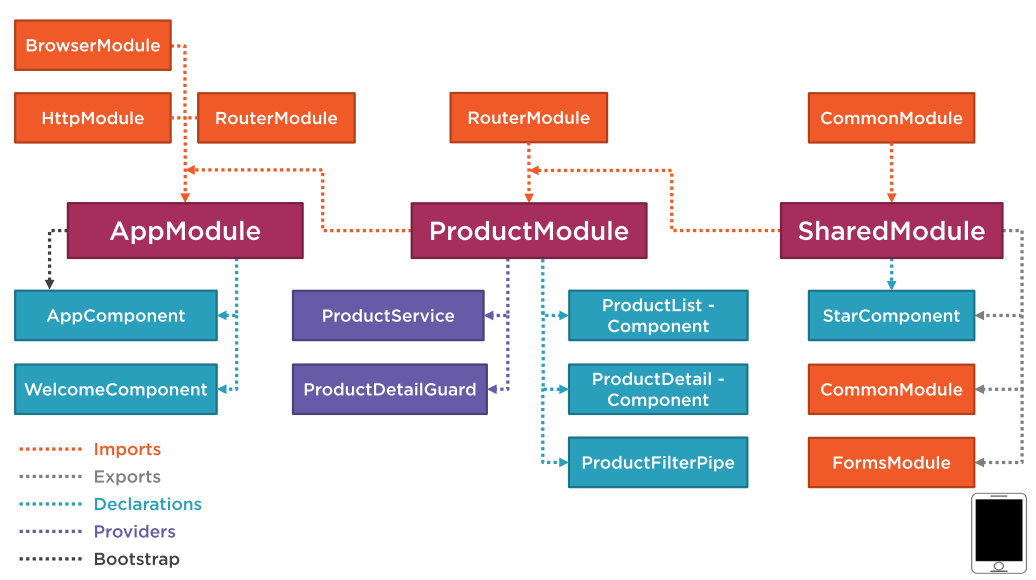 BrowserModule
HttpModule
RouterModule
RouterModule
CommonModule
AppModule
ProductModule
SharedModule
AppComponent
ProductService
ProductList -
Component
StarComponent
WelcomeComponent
ProductDetailGuard
ProductDetail -
Component
CommonModule
ProductFilterPipe
FormsModule
Imports
Exports
Declarations
Providers
Bootstrap